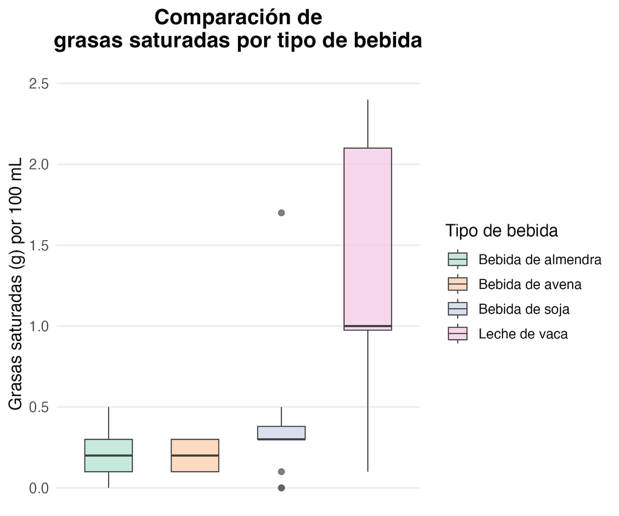 Comparación de
grasas saturadas por tipo de bebida
Grasas saturadas (g) por 100 mL
2.5
2.0
1.5
1.0
0.5
0.0
Tipo de bebida
Bebida de almendra
Bebida de avena
Bebida de soja
Leche de vaca